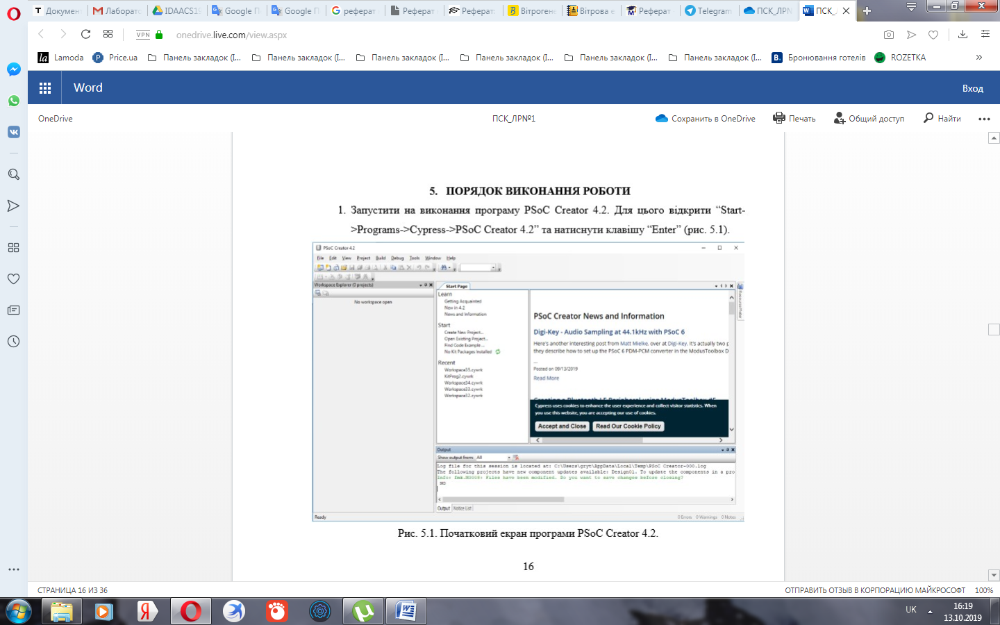 Документ
Лаборато
IDAACS19
Google П
Google П
реферат
Реферат
Реферат:
Вітрогене
Вітрова е
Реферат
Telegram
ПСК_ЛРN
ПСК_
VPN
onedrive.live.com/view.aspx
Lamoda
Price.ua
Панель закладок (І...
Панель закладок (І...
Панель закладок (І...
Панель закладок (І...
Панель закладок (І...
Панель закладок (І...
Бронювання готелів
ROZETKA
Word
Вход
OneDrive
ПСК_ЛР№1
Сохранить в OneDrive
Печать
Общий доступ
Найти
5. ПОРЯДОК ВИКОНАННЯ РОБОТИ
1. Запустити на виконання програму PSoC Creator 4.2. Для цього відкрити “Start-
>Programs->Cypress->PSoC Creator 4.2” та натиснути клавішу “Enter” (рис. 5.1).
PSoC Creator 4.2
File Edit View Project Build Debug Tools Window Help
Workspace Explorer (0 projects)
No workspace open
Start Page
Learn
Getting Acquainted
New in 4.2
News and Information
Start
Create New Project...
Open Existing Project...
Find Code Example ...
No Kit Packages Installed
Recent
Workspace35.cywrk
KitProg2.cywrk
Workspace34.cywrk
Workspace33.cywrk
Workspace32.cywrk
PSoC Creator News and Information
Digi-Key - Audio Sampling at 44.1kHz with PSoC 6
Here's another interesting post from Matt Mielke, over at Digi-Key. It's actually two p
they describe how to set up the PSoC 6 PDM-PCM converter in the ModusToolbox D
...
Posted on 09/13/2019
Read More
Cypress uses cookies to enhance the user experience and collect visitor statistics. When
you use this website, you are accepting our use of cookies.
Accept and Close
Read Our Cookie Policy
Output
Show output from: All
Log file for this session is located at: C:\Users\gryt\AppData\Local\Temp\PSoC Creator-000.log
The following projects have new component updates available: Design01. To update the components in a pro
Info: fmk.M0008: Files have been modified. Do you want to save changes before closing?
NO
Output
Notice List
Ready
0 Errors 0 Warnings 0 Notes
Рис. 5.1. Початковий екран програми PSoC Creator 4.2.
16
СТРАНИЦА 16 ИЗ 36
ОТПРАВИТЬ ОТЗЫВ В КОРПОРАЦИЮ МАЙКРОСОФТ
100%
UK
16:19
13.10.2019